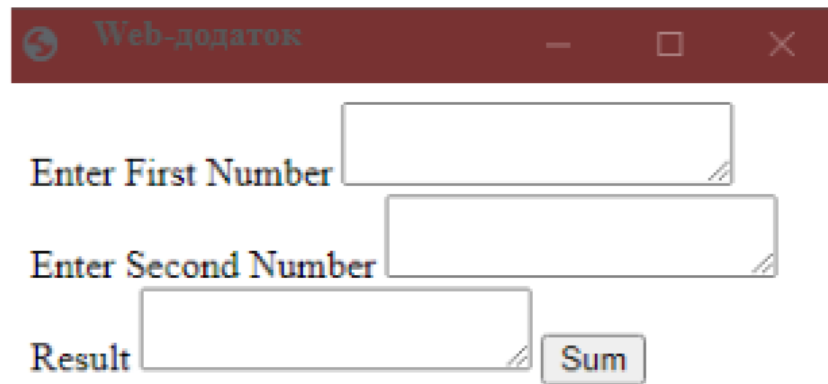 Web-додаток
Enter First Number
Enter Second Number
Result Sum